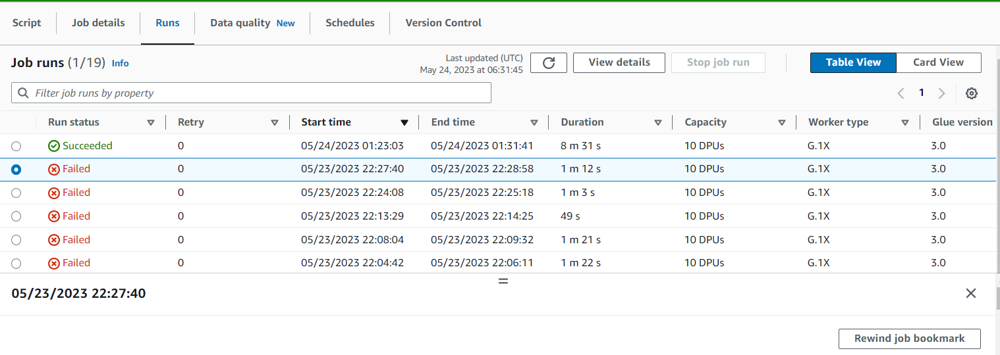 Script Job details Runs Data quality New Schedules Version Control
Job runs (1/19) Info
Last updated (UTC)
May 24, 2023 at 06:31:45
View details Stop job run Table View Card View
Filter job runs by property
1
Run status Retry Start time End time Duration Capacity Worker type Glue version
Succeeded 0 05/24/2023 01:23:03 05/24/2023 01:31:41 8 m 31 s 10 DPUs G.1X 3.0
Failed 0 05/23/2023 22:27:40 05/23/2023 22:28:58 1 m 12 s 10 DPUs G.1X 3.0
Failed 0 05/23/2023 22:24:08 05/23/2023 22:25:18 1 m 3 s 10 DPUs G.1X 3.0
Failed 0 05/23/2023 22:13:29 05/23/2023 22:14:25 49 s 10 DPUs G.1X 3.0
Failed 0 05/23/2023 22:08:04 05/23/2023 22:09:32 1 m 21 s 10 DPUs G.1X 3.0
Failed 0 05/23/2023 22:04:42 05/23/2023 22:06:11 1 m 22 s 10 DPUs G.1X 3.0
05/23/2023 22:27:40
Rewind job bookmark